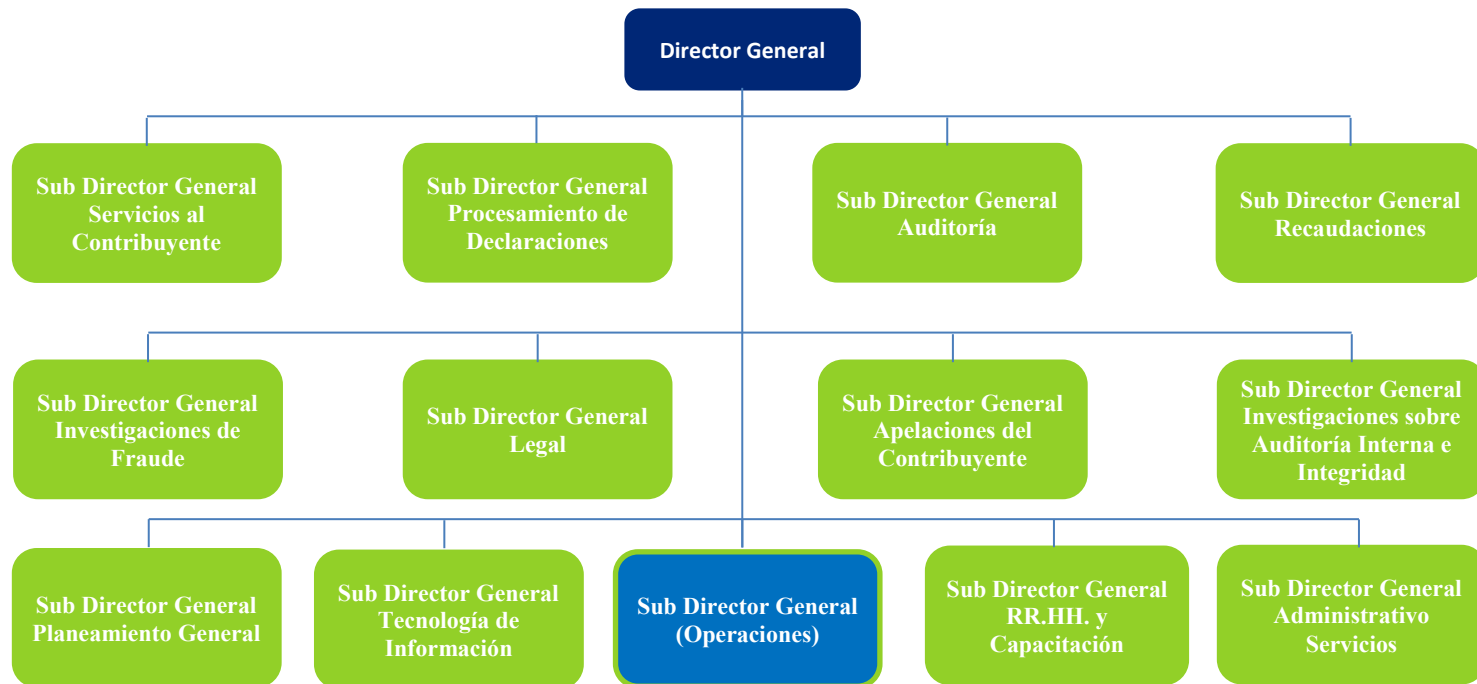 Director General
Sub Director General
Servicios al
Contribuyente
Sub Director General
Procesamiento de
Declaraciones
Sub Director General
Auditoría
Sub Director General
Recaudaciones
Sub Director General
Investigaciones de
Fraude
Sub Director General
Legal
Sub Director General
Apelaciones del
Contribuyente
Sub Director General
Investigaciones sobre
Auditoría Interna e
Integridad
Sub Director General
Planeamiento General
Sub Director General
Tecnología de
Información
Sub Director General
(Operaciones)
Sub Director General
RR.HH. y
Capacitación
Sub Director General
Administrativo
Servicios